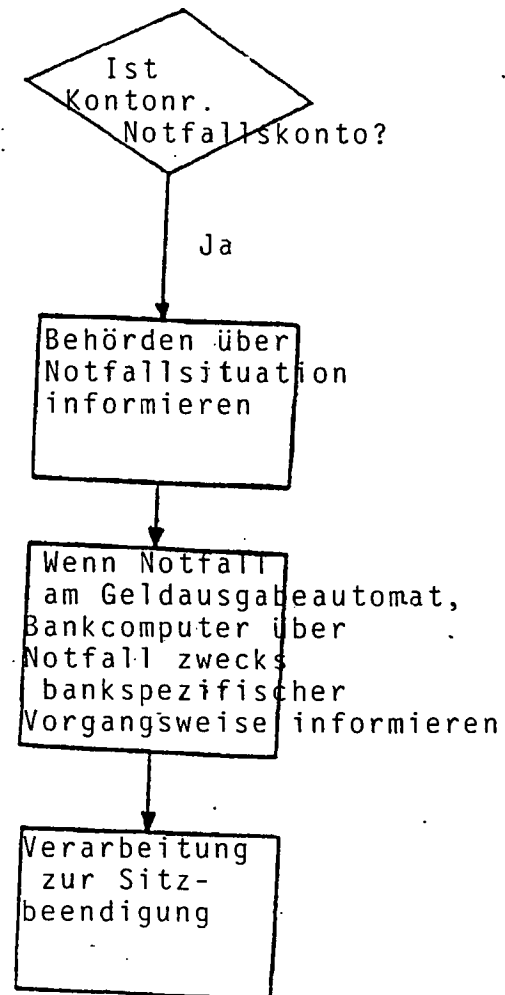 Ist
Kontonr.
Notfallskonto?
Ja
Behörden über
Notfallsituation
informieren
Wenn Notfall
am Geldausgabeautomat,
Bankcomputer über
Notfall zwecks
bankspezifischer
Vorgangsweise informieren
Verarbeitung
zur Sitz-
beendigung